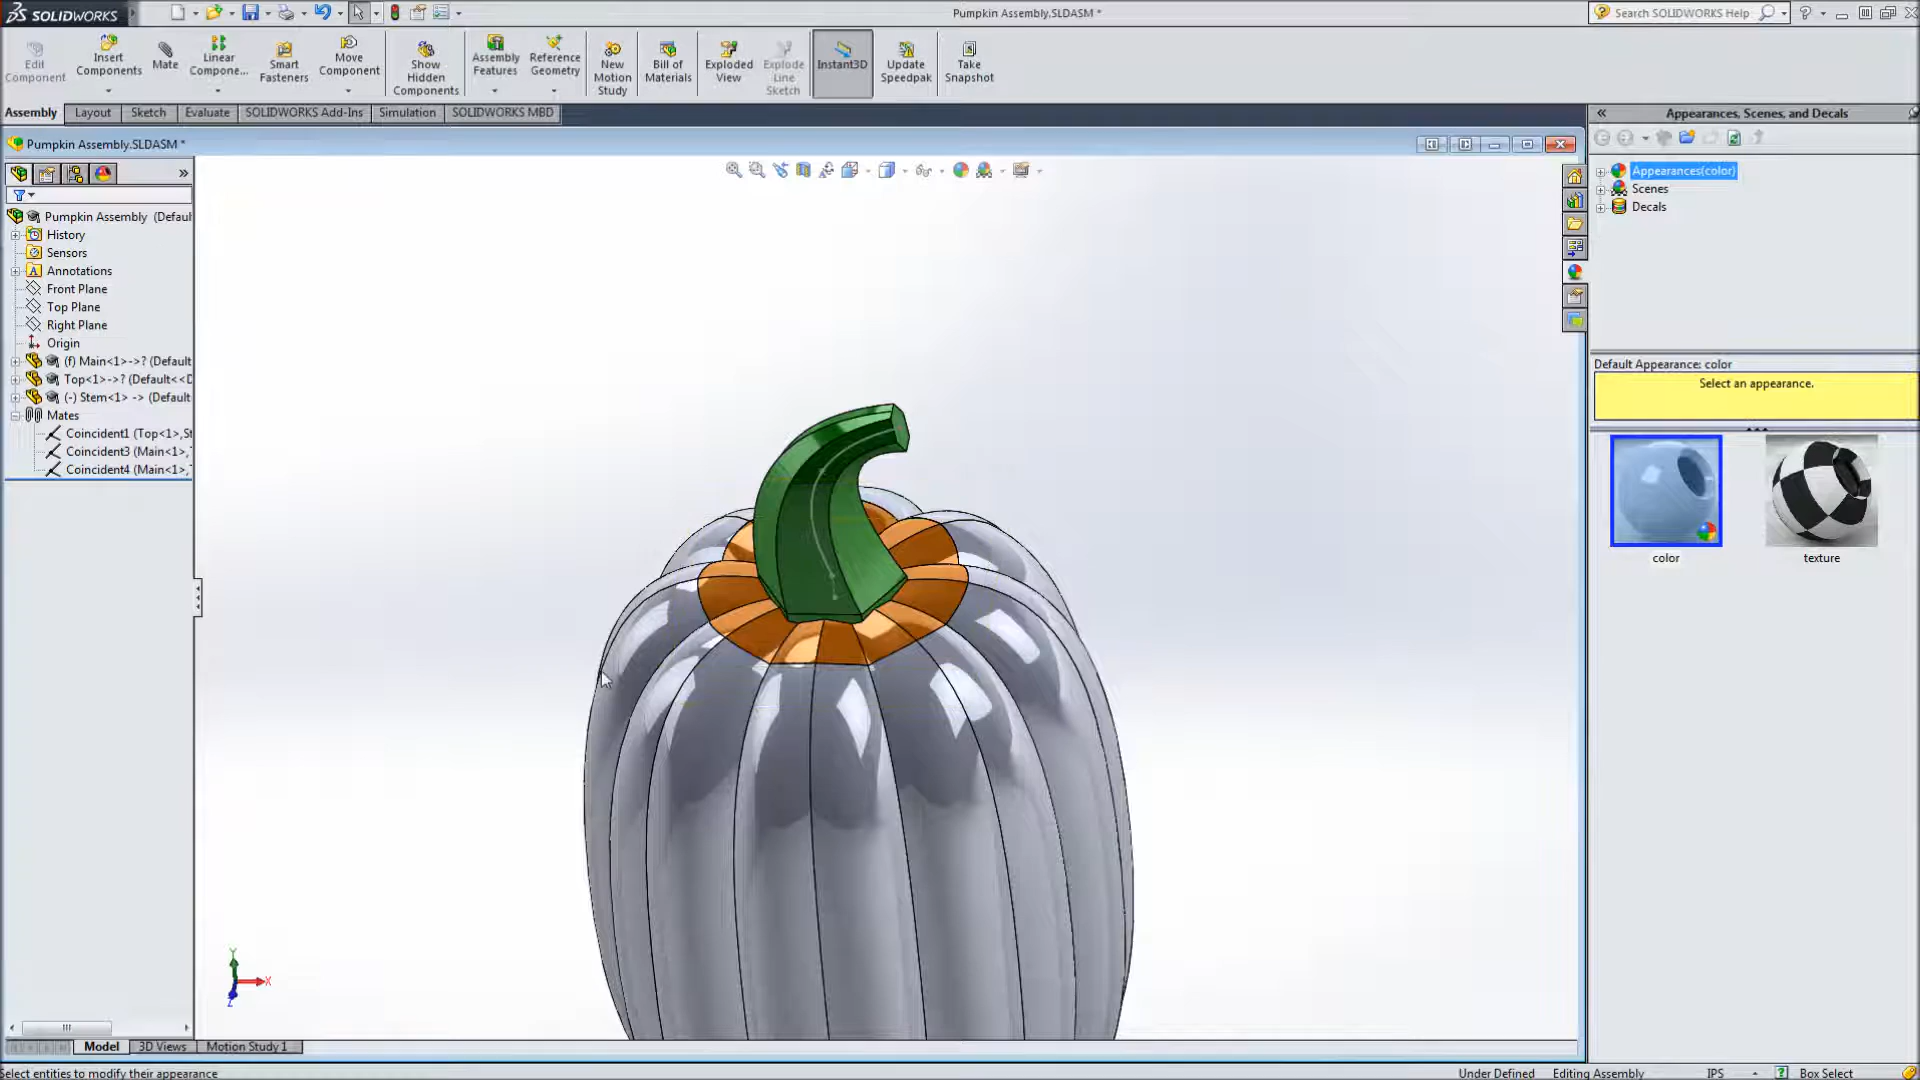 SOLIDWORKS
Pumpkin Assembly.SLDASM *
Search SOLIDWORKS Help
Edit Component
Insert Components
Mate
Linear Compone...
Smart Fasteners
Move Component
Show Hidden Components
Assembly Features
Reference Geometry
New Motion Study
Bill of Materials
Exploded View
Explode Line Sketch
Instant3D
Update Speedpak
Take Snapshot
Assembly
Layout
Sketch
Evaluate
SOLIDWORKS Add-Ins
Simulation
SOLIDWORKS MBD
Appearances, Scenes, and Decals
Pumpkin Assembly.SLDASM *
Appearances(color)
Scenes
Decals
Pumpkin Assembly (Defaul
History
Sensors
Annotations
Front Plane
Top Plane
Right Plane
Origin
(f) Main<1>->? (Default
Top<1>->? (Default<<D
(-) Stem<1> -> (Default
Mates
Coincident1 (Top<1>,St
Coincident3 (Main<1>,
Coincident4 (Main<1>,
Default Appearance: color
Select an appearance.
color
texture
Y
X
Z
Model
3D Views
Motion Study 1
Select entities to modify their appearance
Under Defined
Editing Assembly
IPS
Box Select